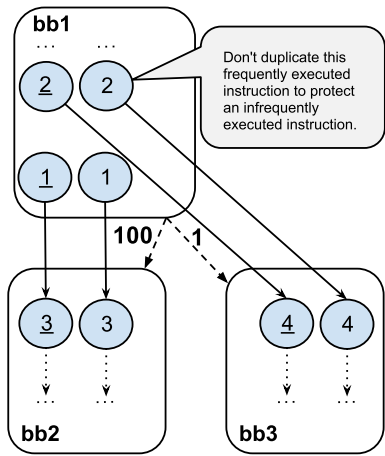 bb1
... ...
2 2
Don't duplicate this
frequently executed
instruction to protect
an infrequently
executed instruction.
1 1
100 1
3 3
4 4
... ...
... ...
bb2
bb3